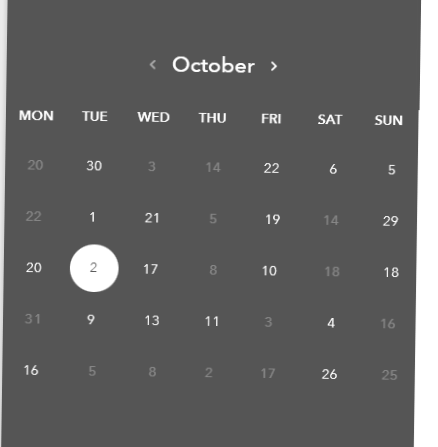 ‹ October ›
MON TUE WED THU FRI SAT SUN
20 30 3 14 22 6 5
22 1 21 5 19 14 29
20 2 17 8 10 18 18
31 9 13 11 3 4 16
16 5 8 2 17 26 25